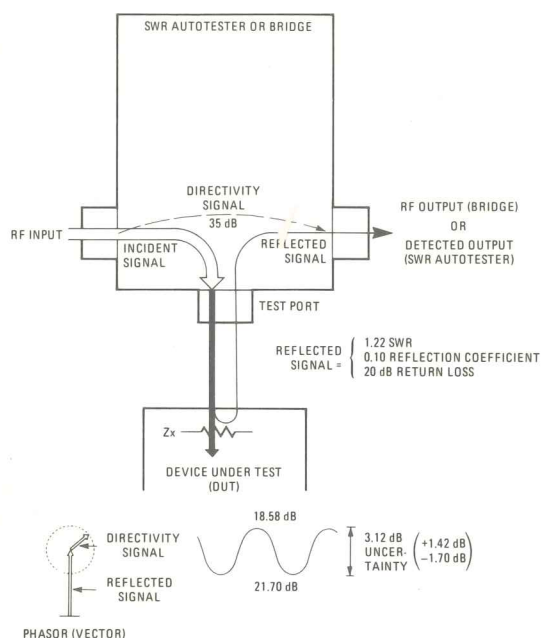 SWR AUTOTESTER OR BRIDGE
DIRECTIVITY
SIGNAL
35 dB
RF INPUT
INCIDENT
SIGNAL
REFLECTED
SIGNAL
RF OUTPUT (BRIDGE)
OR
DETECTED OUTPUT
(SWR AUTOTESTER)
TEST PORT
REFLECTED
SIGNAL =
1.22 SWR
0.10 REFLECTION COEFFICIENT
20 dB RETURN LOSS
Zx
DEVICE UNDER TEST
(DUT)
DIRECTIVITY
SIGNAL
REFLECTED
SIGNAL
PHASOR (VECTOR)
18.58 dB
21.70 dB
3.12 dB
UNCER-
TAINTY
+1.42 dB
-1.70 dB